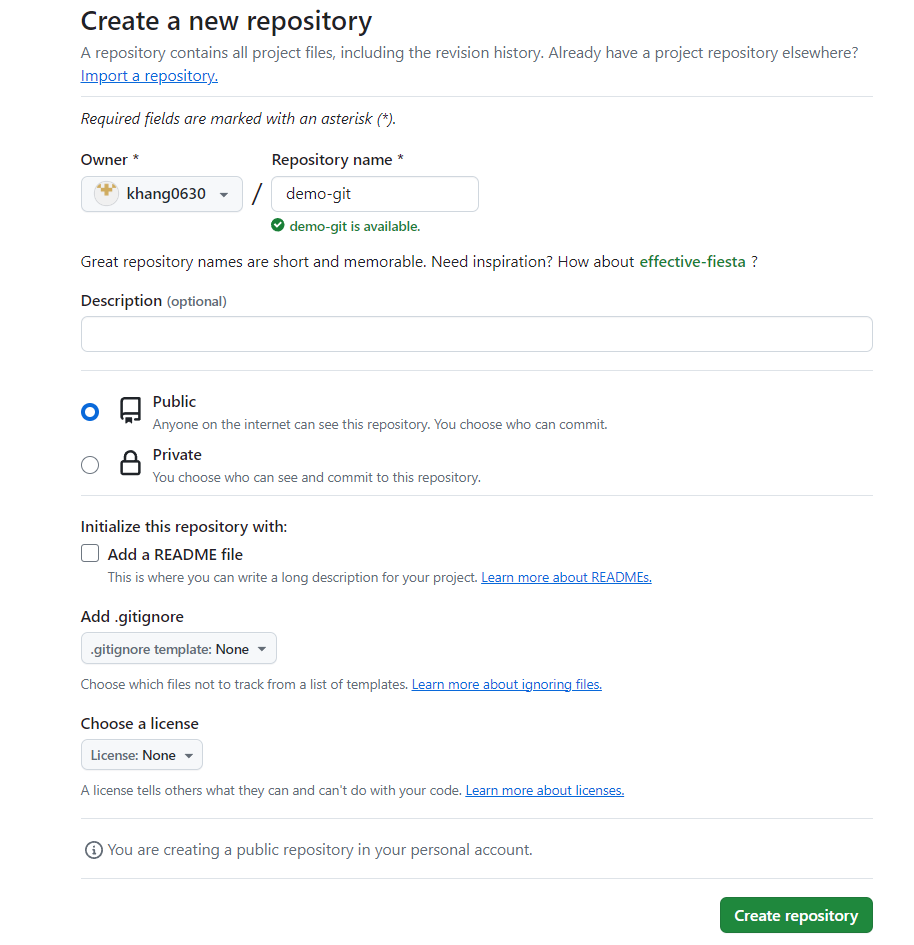 Create a new repository
A repository contains all project files, including the revision history. Already have a project repository elsewhere?
Import a repository.
Required fields are marked with an asterisk (*).
Owner *
Repository name *
khang0630
/
demo-git
demo-git is available.
Great repository names are short and memorable. Need inspiration? How about effective-fiesta ?
Description (optional)
Public
Anyone on the internet can see this repository. You choose who can commit.
Private
You choose who can see and commit to this repository.
Initialize this repository with:
Add a README file
This is where you can write a long description for your project. Learn more about READMEs.
Add .gitignore
.gitignore template: None
Choose which files not to track from a list of templates. Learn more about ignoring files.
Choose a license
License: None
A license tells others what they can and can't do with your code. Learn more about licenses.
You are creating a public repository in your personal account.
Create repository